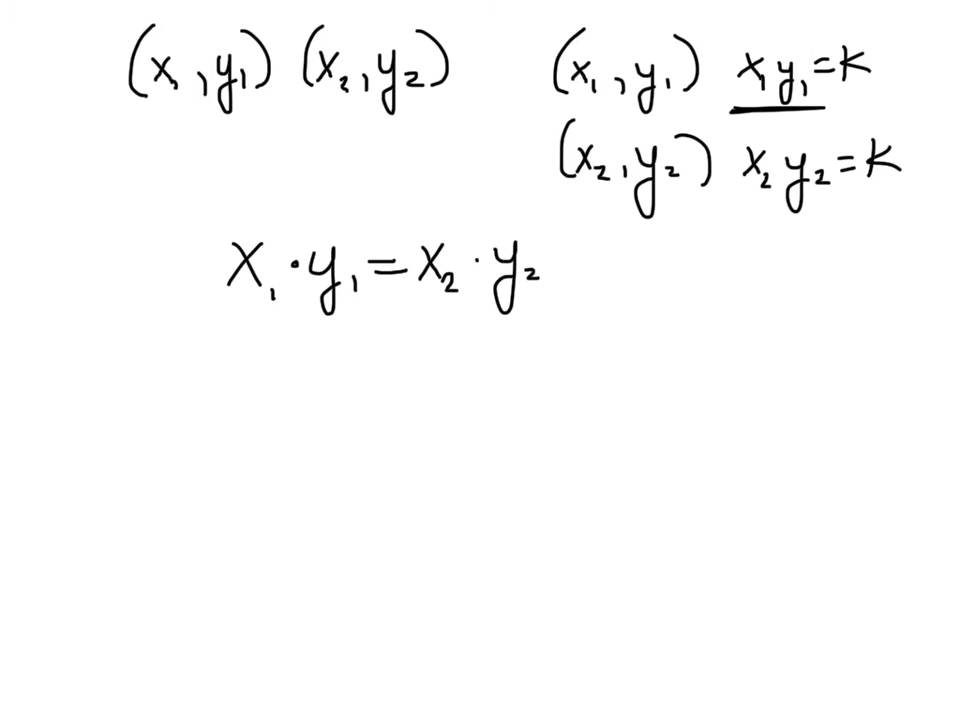 (x₁, y₁) (x₂, y₂)
(x₁, y₁) x₁y₁=K
(x₂, y₂) x₂y₂=K
x₁·y₁=x₂·y₂